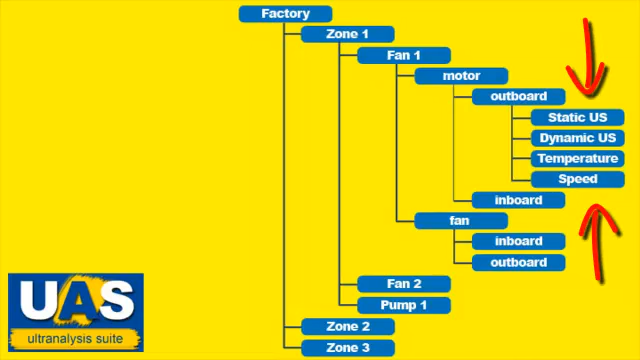 Factory
Zone 1
Fan 1
motor
outboard
Static US
Dynamic US
Temperature
Speed
inboard
fan
inboard
outboard
Fan 2
Pump 1
Zone 2
Zone 3
UAS
ultranalysis suite